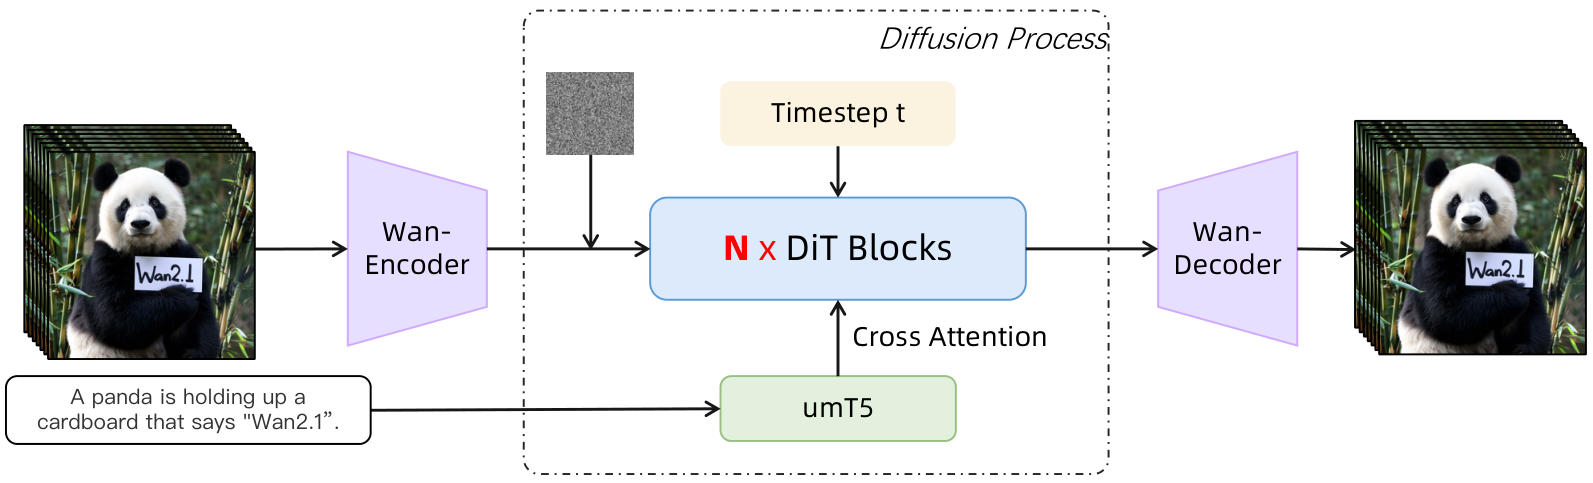 Diffusion Process
Timestep t
Wan-
Encoder
N x DiT Blocks
Wan-
Decoder
Wan2.1
Wan2.1
Cross Attention
A panda is holding up a
cardboard that says "Wan2.1”.
umT5